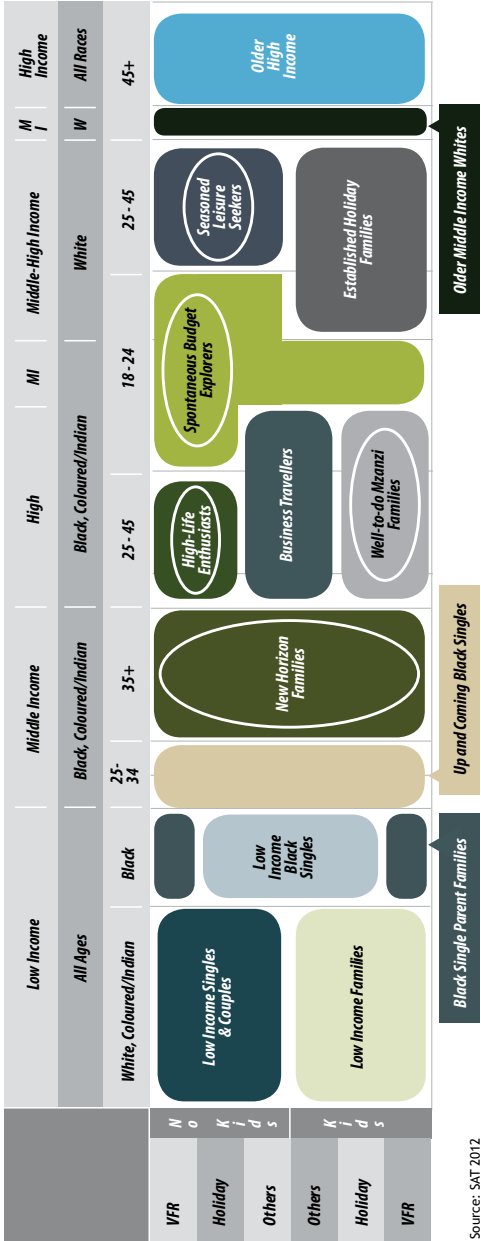 Low Income
Middle Income
High
MI
Middle-High Income
M
I
High
Income
All Ages
Black, Coloured/Indian
Black, Coloured/Indian
White
W
All Races
White, Coloured/Indian
Black
25-
34
35+
25 - 45
18 - 24
25 - 45
45+
VFR
Holiday
Others
Others
Holiday
VFR
N
o
K
i
d
s
K
i
d
s
Low Income Singles
& Couples
Low Income Families
Low
Income
Black
Singles
New Horizon
Families
High-Life
Enthusiasts
Business Travellers
Well-to-do Mzanzi
Families
Spontaneous Budget
Explorers
Seasoned
Leisure
Seekers
Established Holiday
Families
Older
High
Income
Black Single Parent Families
Up and Coming Black Singles
Older Middle Income Whites
Source: SAT 2012